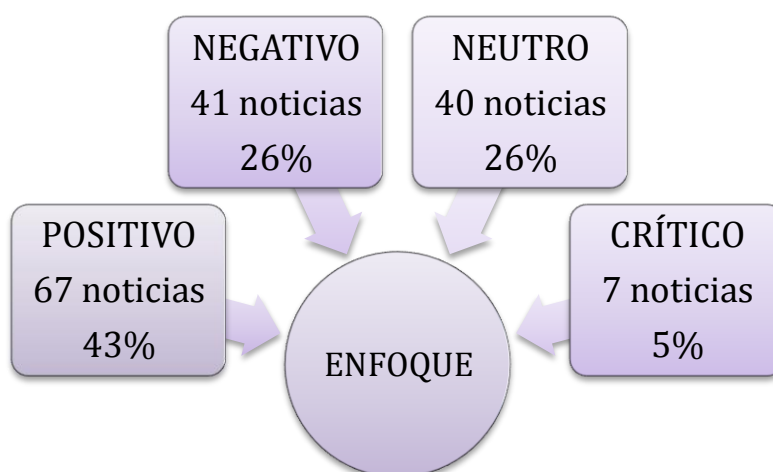 NEGATIVO
41 noticias
26%
NEUTRO
40 noticias
26%
POSITIVO
67 noticias
43%
CRÍTICO
7 noticias
5%
ENFOQUE